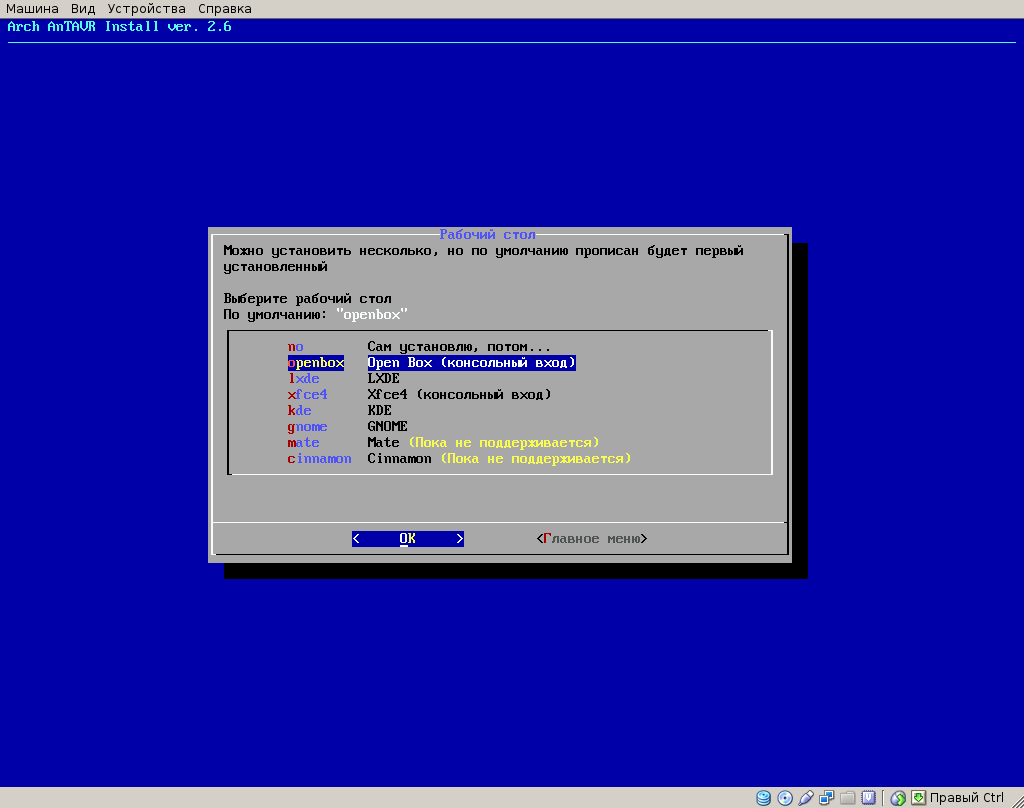 Машина Вид Устройства Справка
Arch AnTAVR Install ver. 2.6
Рабочий стол
Можно установить несколько, но по умолчанию прописан будет первый
установленный
Выберите рабочий стол
По умолчанию: "openbox"
no Сам установлю, потом...
openbox Open Box (консольный вход)
lxde LXDE
xfce4 Xfce4 (консольный вход)
kde KDE
gnome GNOME
mate Mate (Пока не поддерживается)
cinnamon Cinnamon (Пока не поддерживается)
< OK > <Главное меню>
Правый Ctrl